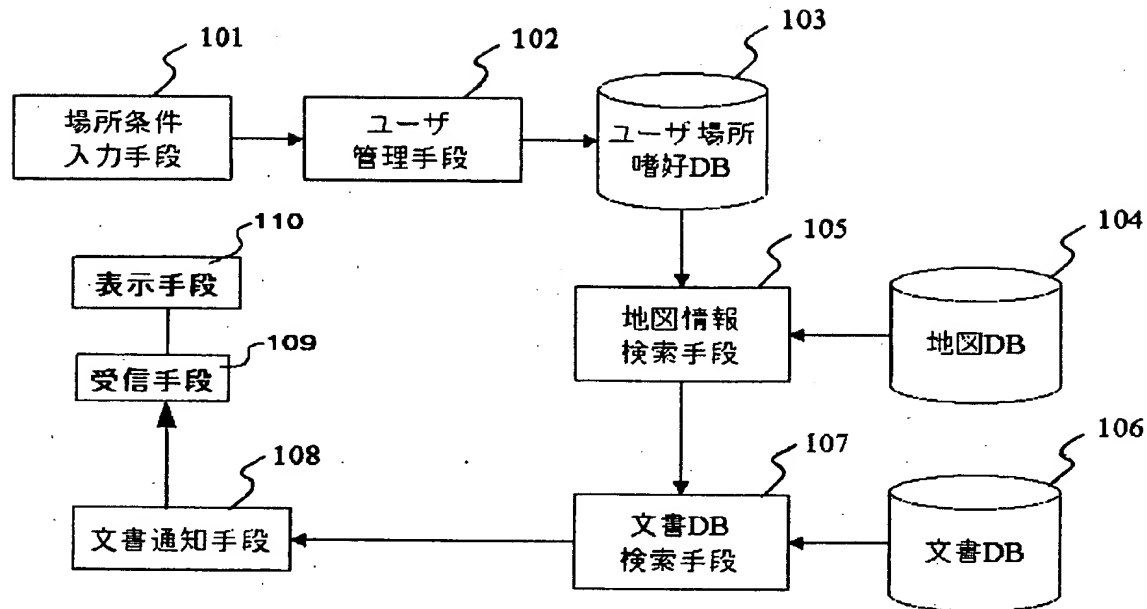 101
102
103
場所条件
入力手段
ユーザ
管理手段
ユーザ場所
嗜好DB
110
105
104
表示手段
地図情報
検索手段
地図DB
109
受信手段
108
107
106
文書通知手段
文書DB
検索手段
文書DB